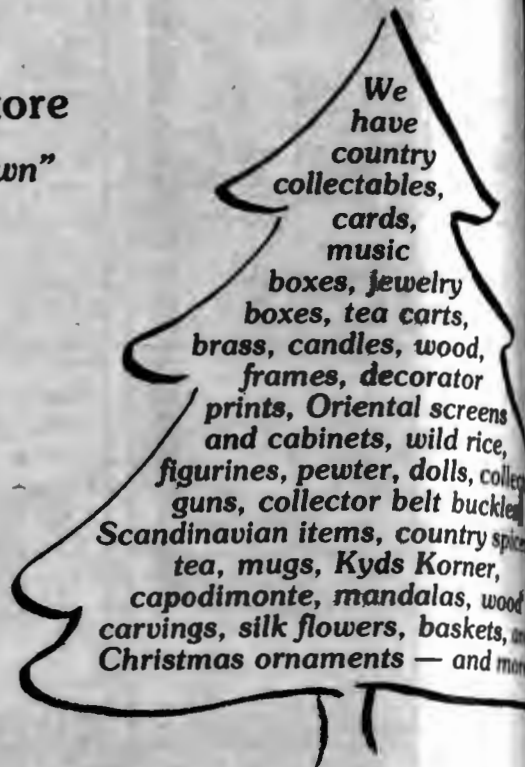 tore
wn"
We
have
country
collectables,
cards,
music
boxes, jewelry
boxes, tea carts,
brass, candles, wood,
frames, decorator
prints, Oriental screens
and cabinets, wild rice,
figurines, pewter, dolls,
guns, collector belt
Scandinavian items, country
tea, mugs, Kyds Korner,
capodimonte, mandalas, wood
carvings, silk flowers, baskets,
Christmas ornaments — and